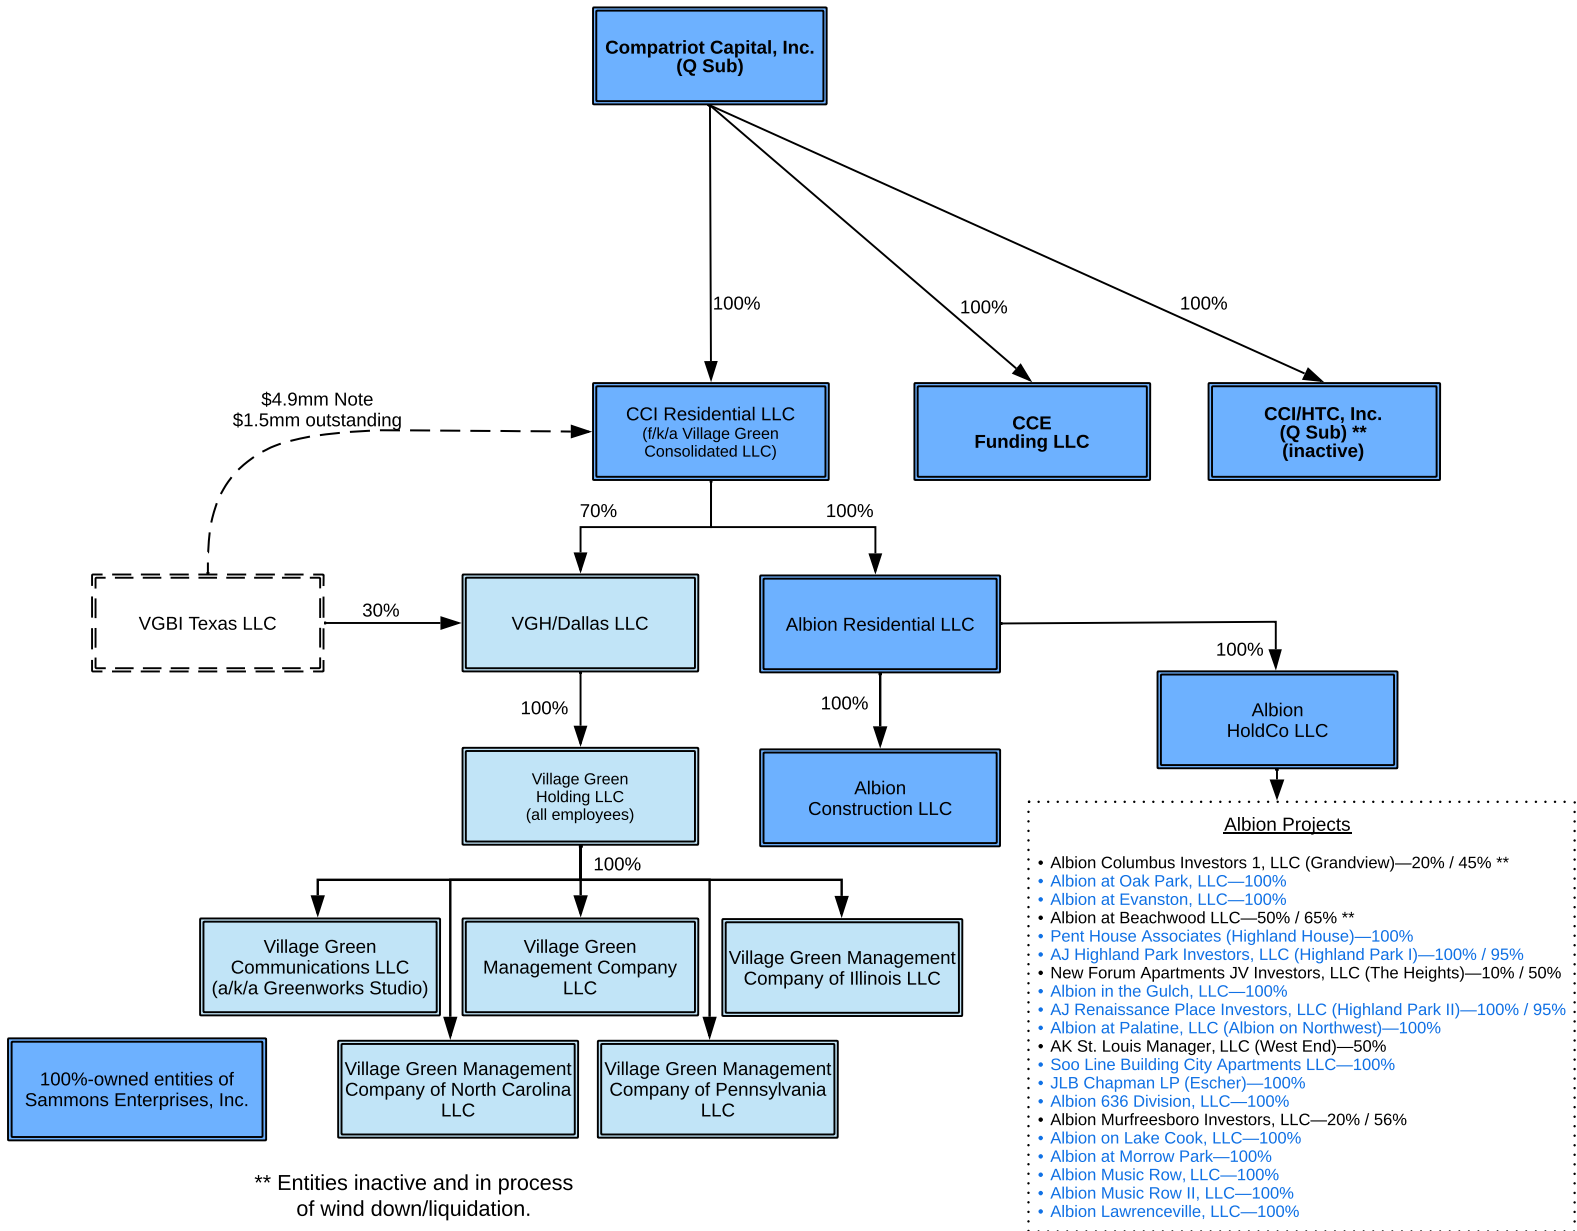 Compatriot Capital, Inc.
(Q Sub)
100%
100%
100%
$4.9mm Note
$1.5mm outstanding
CCI Residential LLC
(f/k/a Village Green
Consolidated LLC)
CCE
Funding LLC
CCI/HTC, Inc.
(Q Sub) **
(inactive)
70%
100%
VGBI Texas LLC
30%
VGH/Dallas LLC
Albion Residential LLC
100%
100%
100%
Albion
HoldCo LLC
Village Green
Holding LLC
(all employees)
Albion
Construction LLC
100%
Village Green
Communications LLC
(a/k/a Greenworks Studio)
Village Green
Management Company
LLC
Village Green Management
Company of Illinois LLC
Village Green Management
Company of North Carolina
LLC
Village Green Management
Company of Pennsylvania
LLC
100%-owned entities of
Sammons Enterprises, Inc.
** Entities inactive and in process
of wind down/liquidation.
Albion Projects
• Albion Columbus Investors 1, LLC (Grandview)—20% / 45% **
• Albion at Oak Park, LLC—100%
• Albion at Evanston, LLC—100%
• Albion at Beachwood LLC—50% / 65% **
• Pent House Associates (Highland House)—100%
• AJ Highland Park Investors, LLC (Highland Park I)—100% / 95%
• New Forum Apartments JV Investors, LLC (The Heights)—10% / 50%
• Albion in the Gulch, LLC—100%
• AJ Renaissance Place Investors, LLC (Highland Park II)—100% / 95%
• Albion at Palatine, LLC (Albion on Northwest)—100%
• AK St. Louis Manager, LLC (West End)—50%
• Soo Line Building City Apartments LLC—100%
• JLB Chapman LP (Escher)—100%
• Albion 636 Division, LLC—100%
• Albion Murfreesboro Investors, LLC—20% / 56%
• Albion on Lake Cook, LLC—100%
• Albion at Morrow Park—100%
• Albion Music Row, LLC—100%
• Albion Music Row II, LLC—100%
• Albion Lawrenceville, LLC—100%